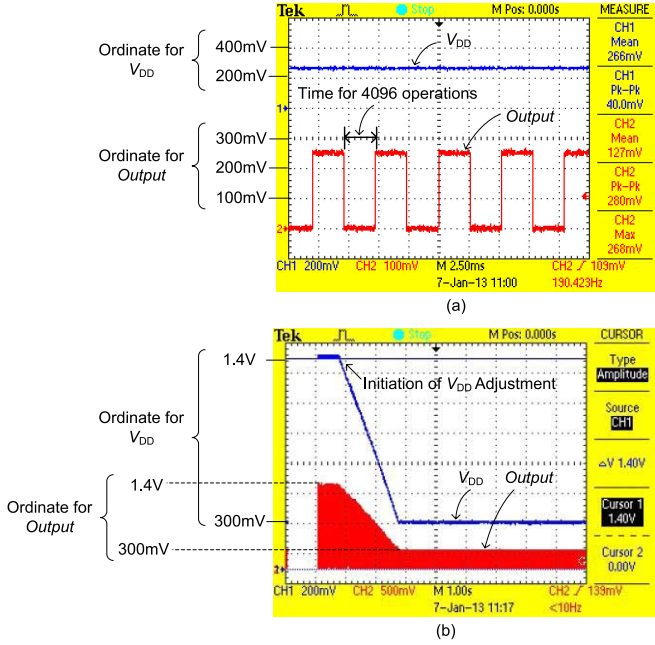 Tek Stop M Pos: 0.000s MEASURE
Ordinate for
VDD
400mV
200mV
VDD
CH1
Mean
266mV
CH1
Pk-Pk
40.0mV
1
Time for 4096 operations
Output
Ordinate for
Output
300mV
200mV
100mV
CH2
Mean
127mV
CH2
Pk-Pk
280mV
CH2
Max
268mV
2
CH1 200mV CH2 100mV M 2.50ms CH2 / 109mV
7-Jan-13 11:00 190.423Hz
(a)
Tek Stop M Pos: 0.000s CURSOR
1.4V
Initiation of VDD Adjustment
Type
Amplitude
Ordinate for
VDD
Source
CH1
1.4V
VDD
Output
△V 1.40V
Ordinate for
Output
300mV
300mV
Cursor 1
1.40V
Cursor 2
0.00V
CH1 200mV CH2 500mV M 1.00s CH2 / 139mV
7-Jan-13 11:17 <10Hz
(b)